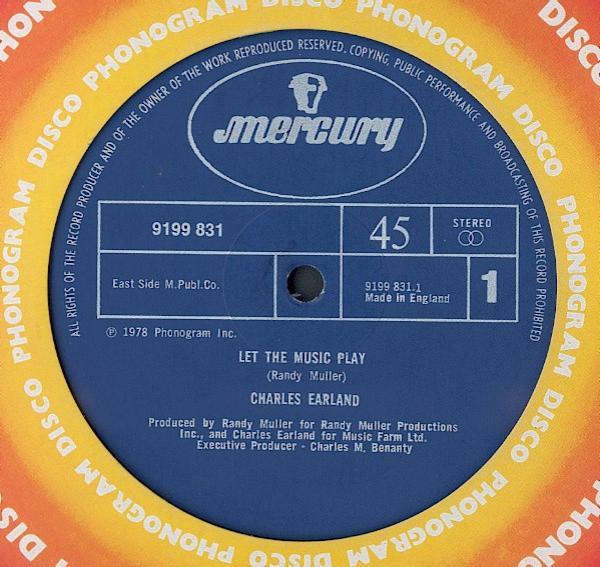 DISCO PHONOGRAM DISCO PHONOGRAM DISCO PHONOGRAM DISCO PHONOGRAM DISCO PHONOGRAM DISCO PHONOGRAM DISCO
ALL RIGHTS OF THE RECORD PRODUCER AND OF THE OWNER OF THE WORK REPRODUCED RESERVED. COPYING, PUBLIC PERFORMANCE AND BROADCASTING OF THIS RECORD PROHIBITED
mercury
9199 831
45
STEREO
East Side M.Publ.Co.
9199 831.1
Made in England
1
℗ 1978 Phonogram Inc.
LET THE MUSIC PLAY
(Randy Muller)
CHARLES EARLAND
Produced by Randy Muller for Randy Muller Productions
Inc., and Charles Earland for Music Farm Ltd.
Executive Producer - Charles M. Benanty